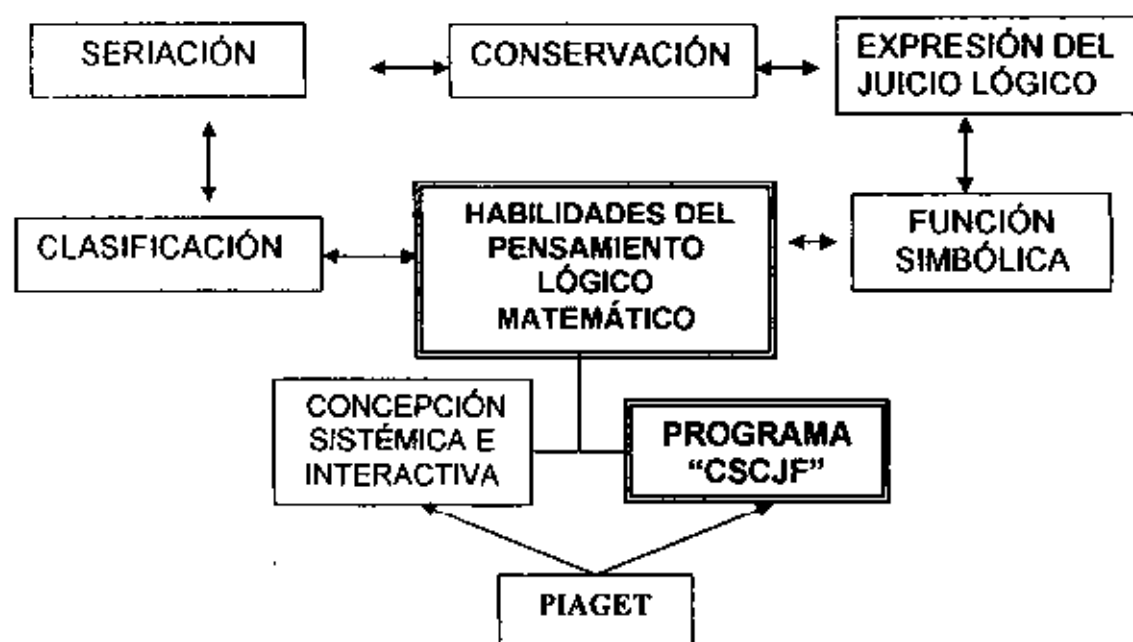 SERIACIÓN
CONSERVACIÓN
EXPRESIÓN DEL
JUICIO LÓGICO
CLASIFICACIÓN
HABILIDADES DEL
PENSAMIENTO
LÓGICO
MATEMÁTICO
FUNCIÓN
SIMBÓLICA
CONCEPCIÓN
SISTÉMICA E
INTERACTIVA
PROGRAMA
“CSCJF”
PIAGET